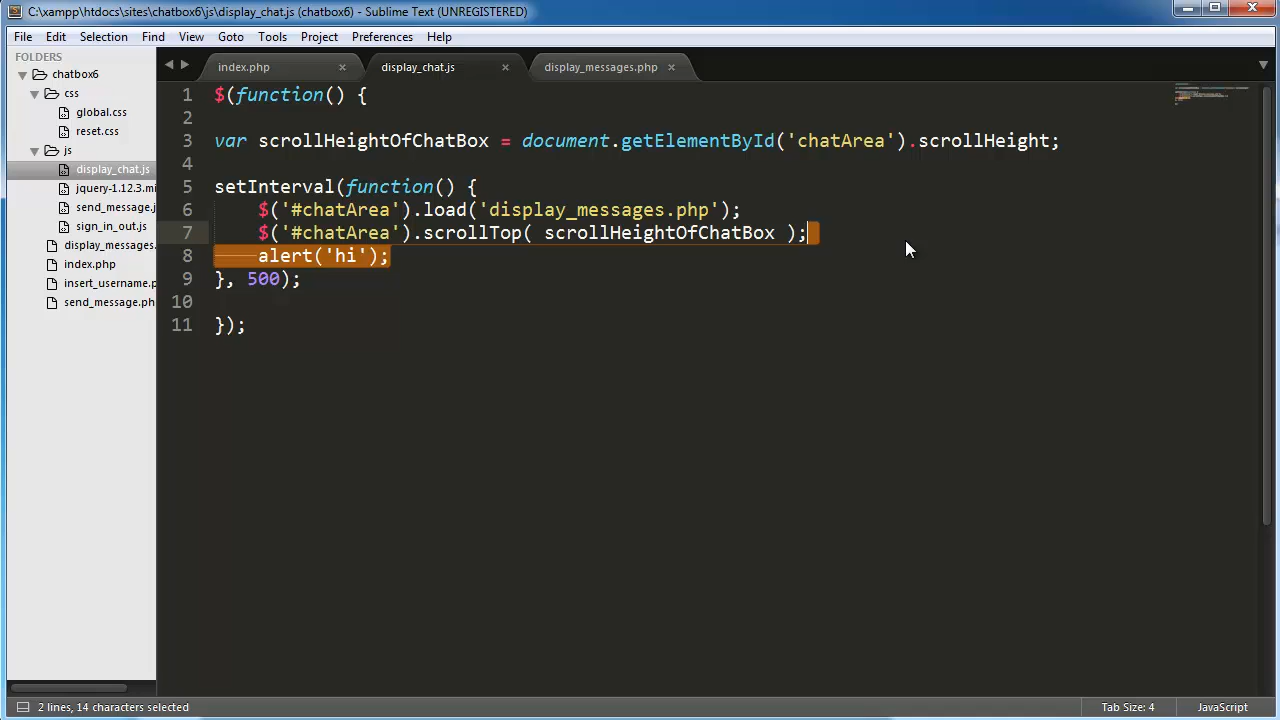 C:\xampp\htdocs\sites\chatbox6\js\display_chat.js (chatbox6) - Sublime Text (UNREGISTERED)
File Edit Selection Find View Goto Tools Project Preferences Help
FOLDERS
chatbox6
css
global.css
reset.css
js
display_chat.js
jquery-1.12.3.mi
send_message.j
sign_in_out.js
display_messages.
index.php
insert_username.p
send_message.ph
index.php display_chat.js display_messages.php
1 $(function() {
2
3 var scrollHeightOfChatBox = document.getElementById('chatArea').scrollHeight;
4
5 setInterval(function() {
6 $('#chatArea').load('display_messages.php');
7 $('#chatArea').scrollTop( scrollHeightOfChatBox );
8 alert('hi');
9 }, 500);
10
11 });
2 lines, 14 characters selected Tab Size: 4 JavaScript